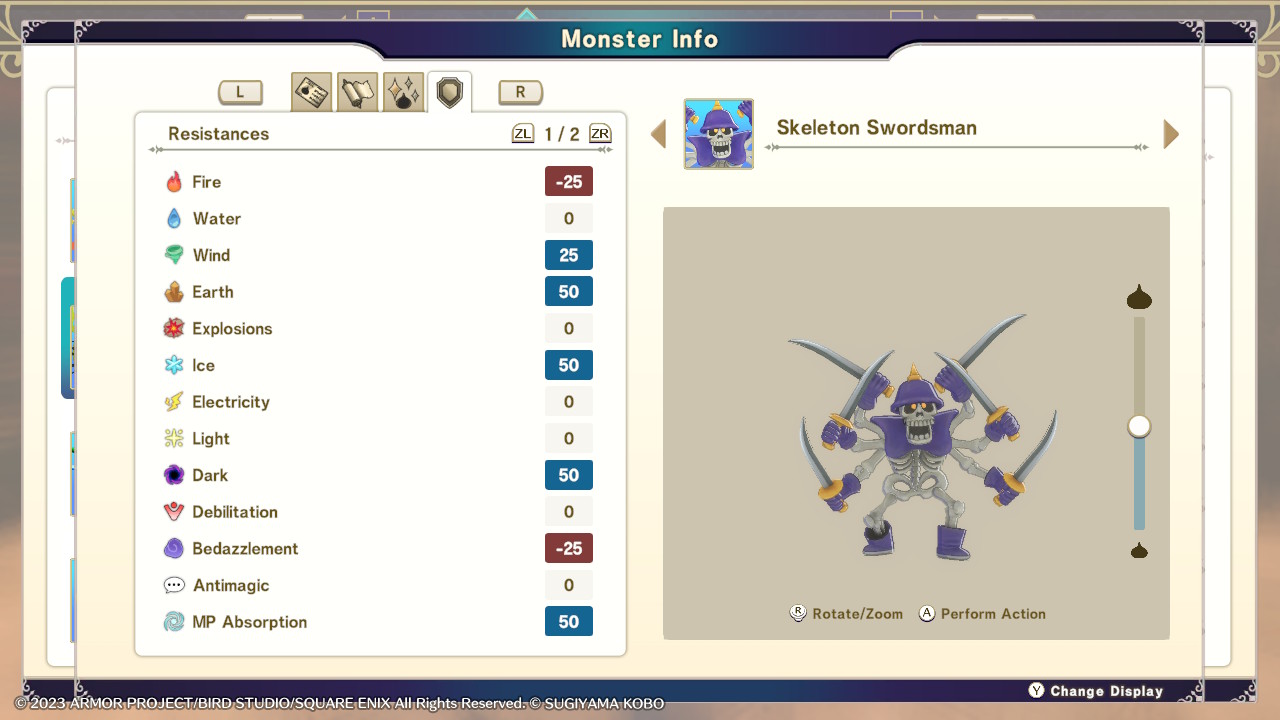 Monster Info
L
R
Resistances
ZL 1 / 2 ZR
Fire -25
Water 0
Wind 25
Earth 50
Explosions 0
Ice 50
Electricity 0
Light 0
Dark 50
Debilitation 0
Bedazzlement -25
Antimagic 0
MP Absorption 50
Skeleton Swordsman
R Rotate/Zoom A Perform Action
Y Change Display
© 2023 ARMOR PROJECT/BIRD STUDIO/SQUARE ENIX All Rights Reserved. © SUGIYAMA KOBO